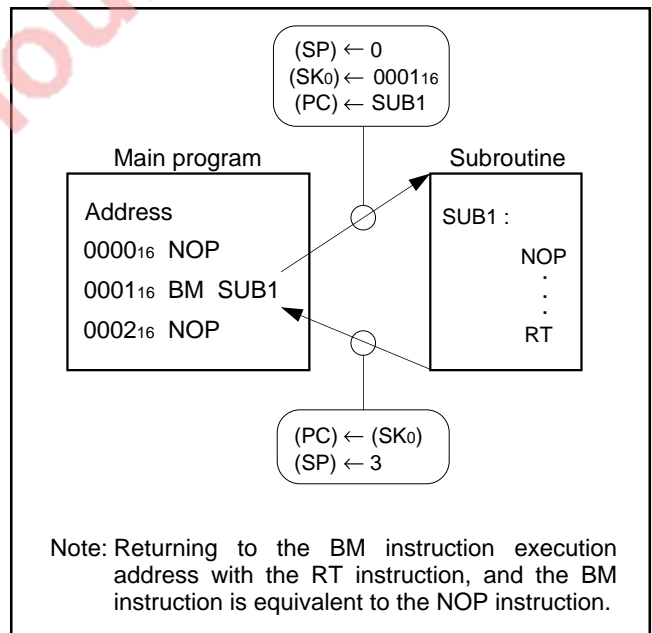 (SP) ← 0
(SK₀) ← 0001₁₆
(PC) ← SUB1
Main program
Subroutine
Address
0000₁₆ NOP
0001₁₆ BM SUB1
0002₁₆ NOP
SUB1 :
NOP
.
.
.
RT
(PC) ← (SK₀)
(SP) ← 3
Note: Returning to the BM instruction execution
address with the RT instruction, and the BM
instruction is equivalent to the NOP instruction.